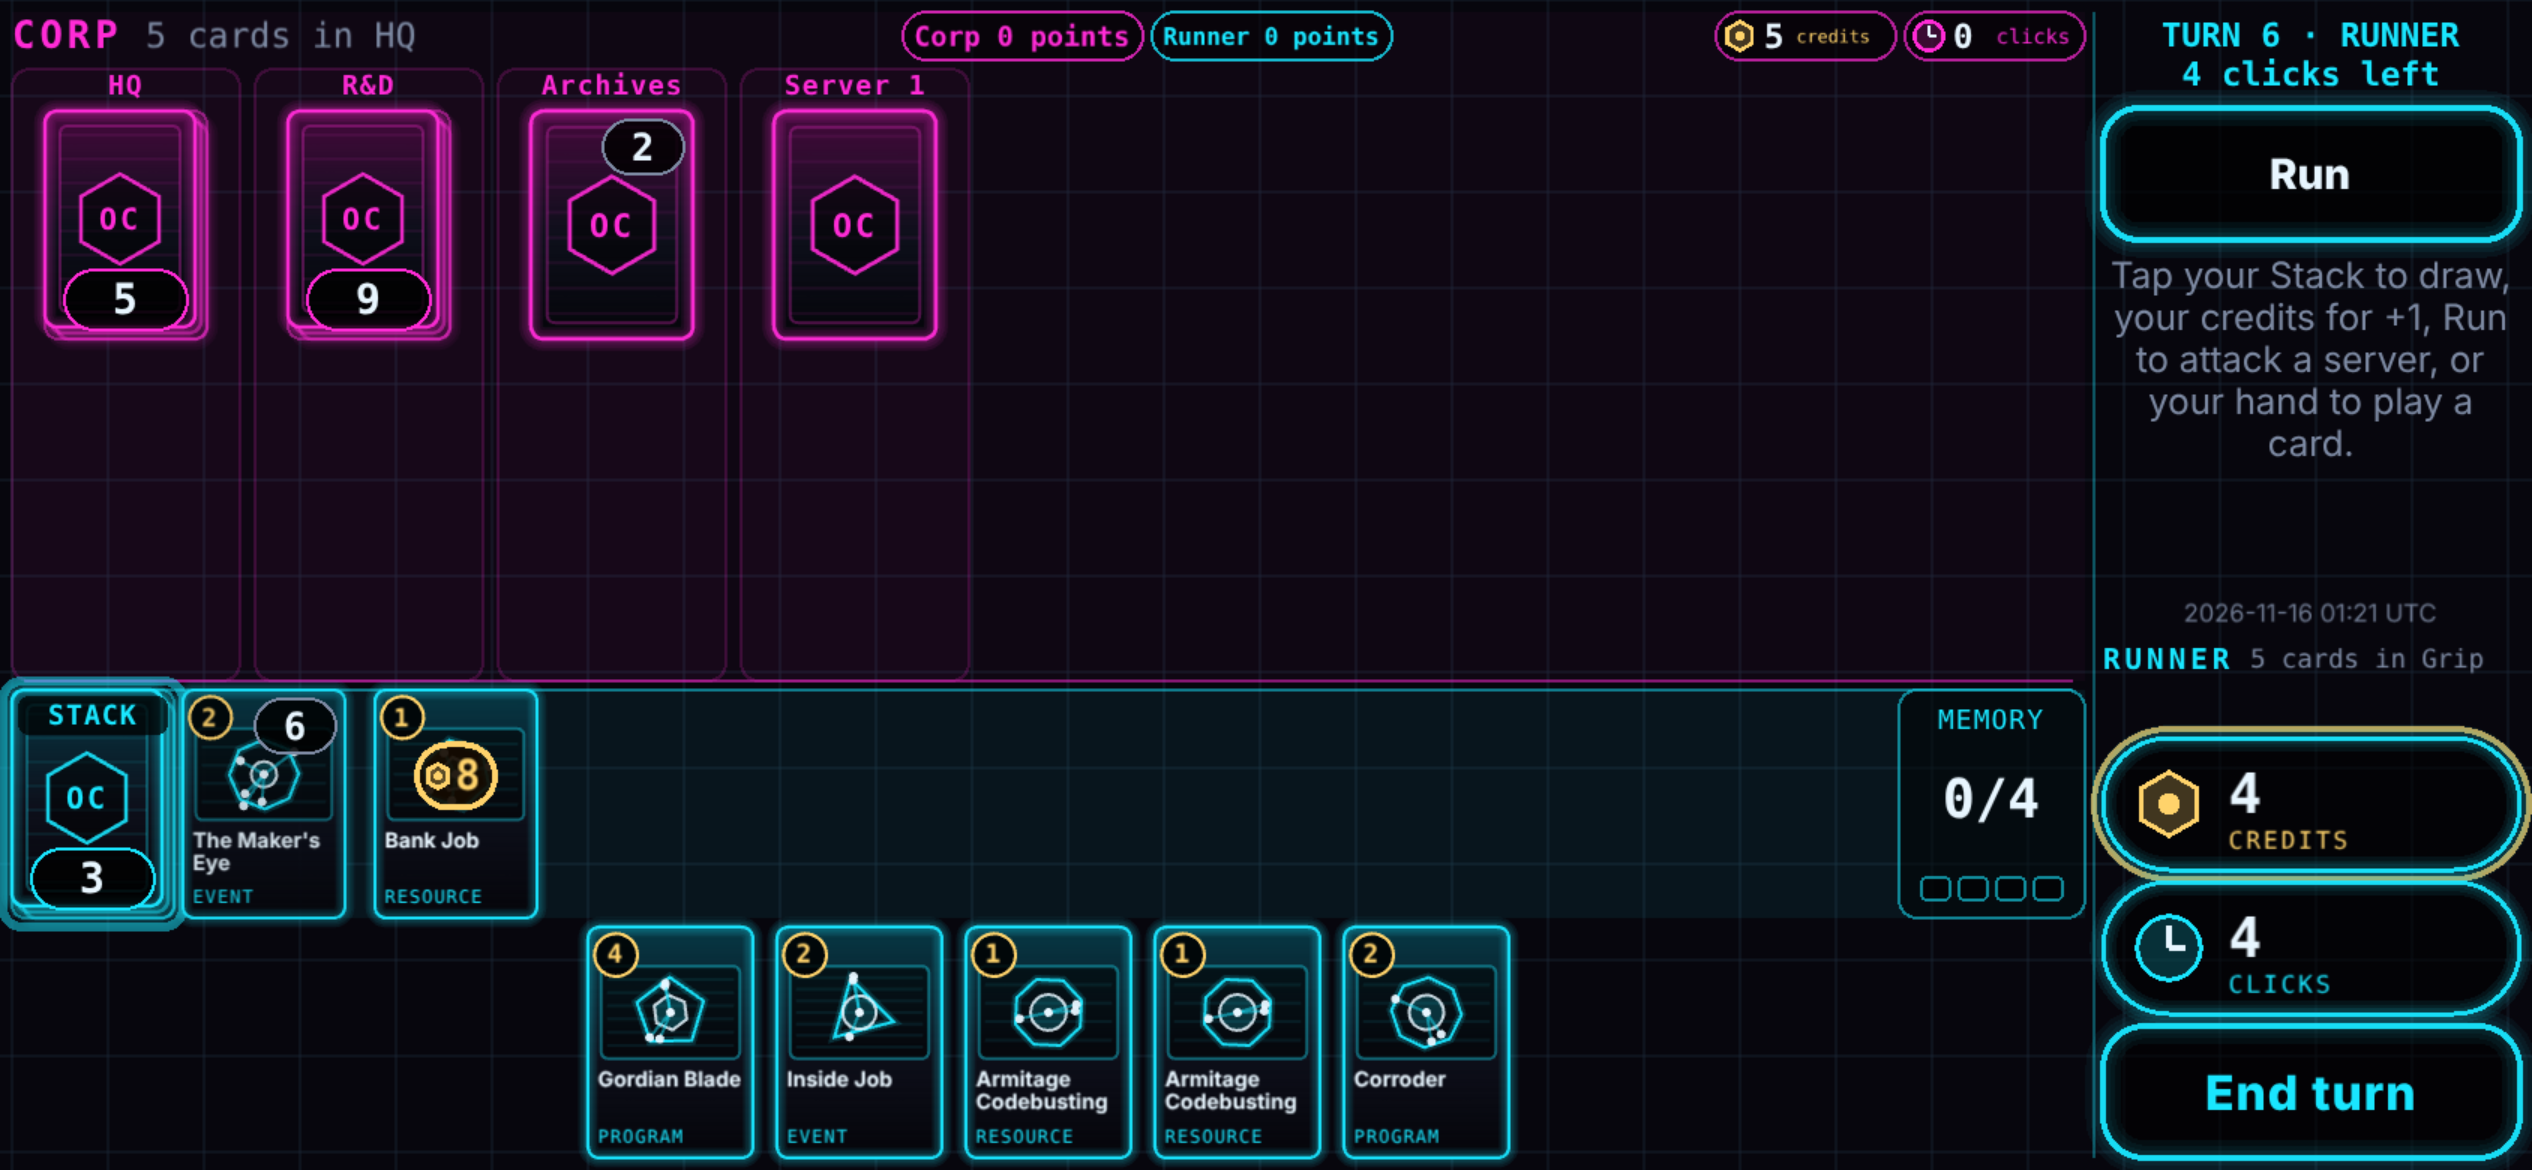 CORP 5 cards in HQ
Corp 0 points
Runner 0 points
5 credits
0 clicks
TURN 6 · RUNNER
4 clicks left
HQ
R&D
Archives
Server 1
OC
5
OC
9
2
OC
OC
Run
Tap your Stack to draw,
your credits for +1, Run
to attack a server, or
your hand to play a
card.
2026-11-16 01:21 UTC
RUNNER 5 cards in Grip
STACK
OC
3
2
6
The Maker's
Eye
EVENT
1
8
Bank Job
RESOURCE
MEMORY
0/4
4
CREDITS
4
CLICKS
End turn
4
Gordian Blade
PROGRAM
2
Inside Job
EVENT
1
Armitage
Codebusting
RESOURCE
1
Armitage
Codebusting
RESOURCE
2
Corroder
PROGRAM